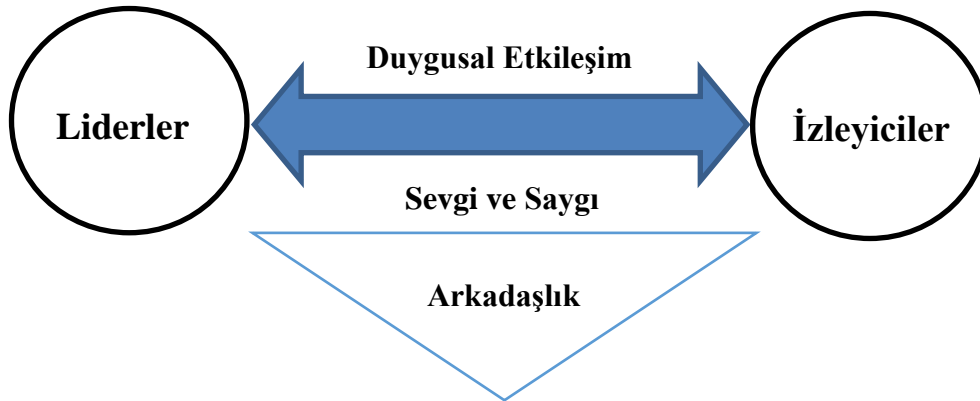 Duygusal Etkileşim
Liderler
İzleyiciler
Sevgi ve Saygı
Arkadaşlık